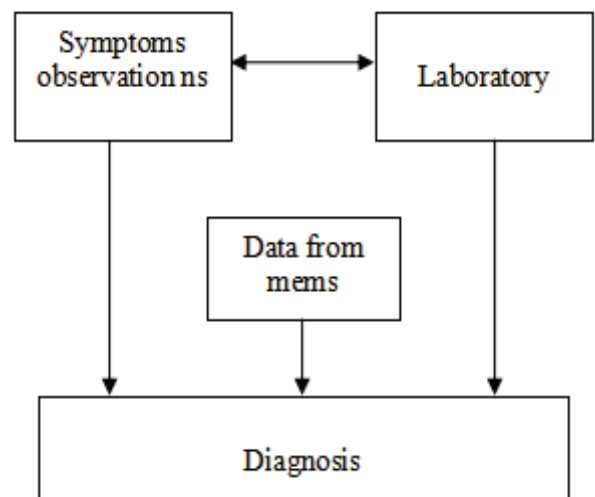 Symptoms
observation ns
Laboratory
Data from
mems
Diagnosis